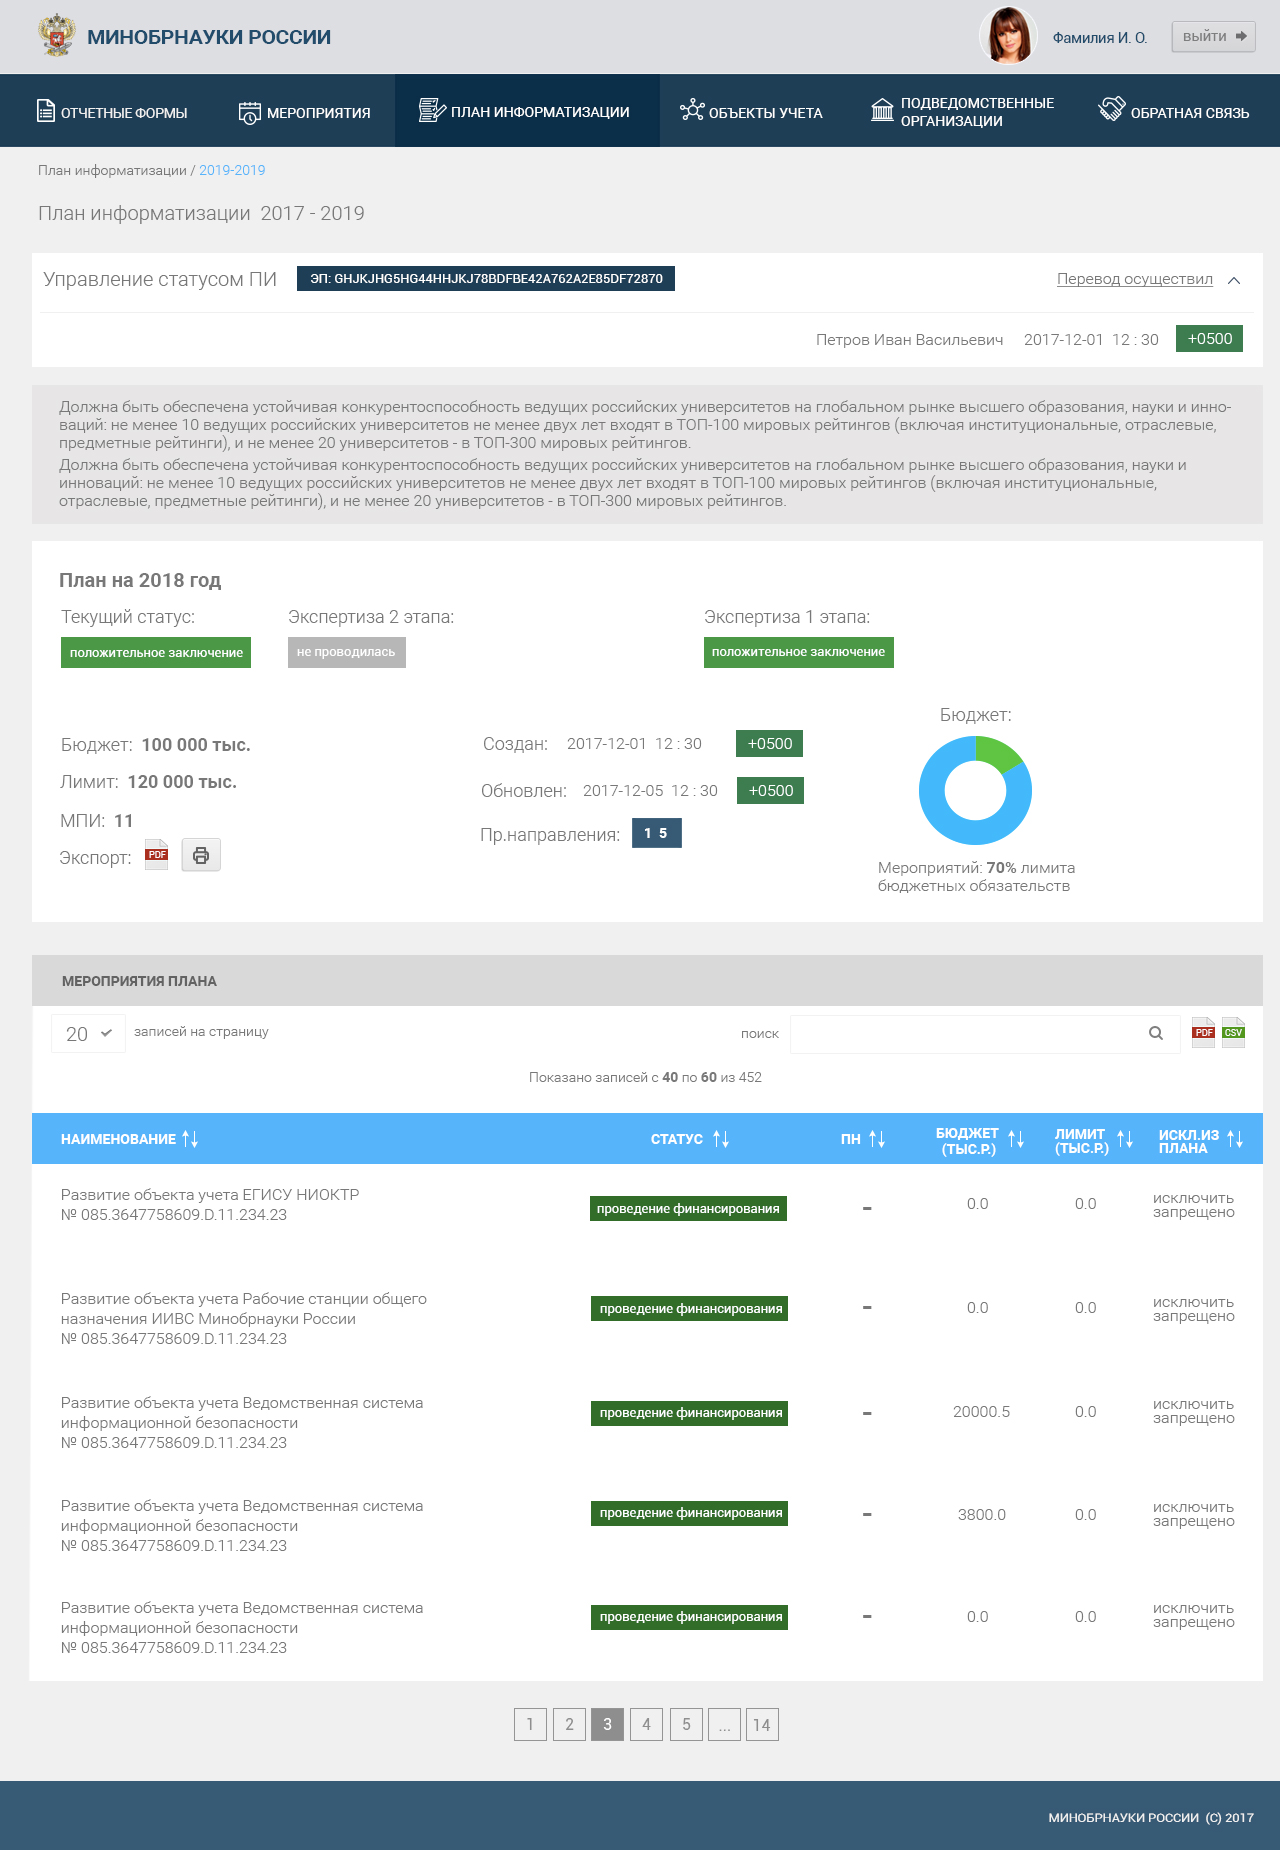 МИНОБРНАУКИ РОССИИ
Фамилия И. О.
выйти
ОТЧЕТНЫЕ ФОРМЫ
МЕРОПРИЯТИЯ
ПЛАН ИНФОРМАТИЗАЦИИ
ОБЪЕКТЫ УЧЕТА
ПОДВЕДОМСТВЕННЫЕ
ОРГАНИЗАЦИИ
ОБРАТНАЯ СВЯЗЬ
План информатизации / 2019-2019
План информатизации  2017 - 2019
Управление статусом ПИ
ЭП: GHJKJHG5HG44HHJKJ78BDFBE42A762A2E85DF72870
Перевод осуществил
Петров Иван Васильевич 2017-12-01 12 : 30 +0500
Должна быть обеспечена устойчивая конкурентоспособность ведущих российских университетов на глобальном рынке высшего образования, науки и инно-
ваций: не менее 10 ведущих российских университетов не менее двух лет входят в ТОП-100 мировых рейтингов (включая институциональные, отраслевые,
предметные рейтинги), и не менее 20 университетов - в ТОП-300 мировых рейтингов.
Должна быть обеспечена устойчивая конкурентоспособность ведущих российских университетов на глобальном рынке высшего образования, науки и
инноваций: не менее 10 ведущих российских университетов не менее двух лет входят в ТОП-100 мировых рейтингов (включая институциональные,
отраслевые, предметные рейтинги), и не менее 20 университетов - в ТОП-300 мировых рейтингов.
План на 2018 год
Текущий статус: Экспертиза 2 этапа: Экспертиза 1 этапа:
положительное заключение не проводилась положительное заключение
Бюджет: 100 000 тыс.
Лимит: 120 000 тыс.
МПИ: 11
Экспорт: PDF
Создан: 2017-12-01 12 : 30 +0500
Обновлен: 2017-12-05 12 : 30 +0500
Пр.направления: 1 5
Бюджет:
Мероприятий: 70% лимита
бюджетных обязательств
МЕРОПРИЯТИЯ ПЛАНА
20 записей на страницу
поиск
PDF CSV
Показано записей с 40 по 60 из 452
НАИМЕНОВАНИЕ
СТАТУС
ПН
БЮДЖЕТ
(ТЫС.Р.)
ЛИМИТ
(ТЫС.Р.)
ИСКЛ.ИЗ
ПЛАНА
Развитие объекта учета ЕГИСУ НИОКТР
№ 085.3647758609.D.11.234.23
проведение финансирования
-
0.0
0.0
исключить
запрещено
Развитие объекта учета Рабочие станции общего
назначения ИИВС Минобрнауки России
№ 085.3647758609.D.11.234.23
проведение финансирования
-
0.0
0.0
исключить
запрещено
Развитие объекта учета Ведомственная система
информационной безопасности
№ 085.3647758609.D.11.234.23
проведение финансирования
-
20000.5
0.0
исключить
запрещено
Развитие объекта учета Ведомственная система
информационной безопасности
№ 085.3647758609.D.11.234.23
проведение финансирования
-
3800.0
0.0
исключить
запрещено
Развитие объекта учета Ведомственная система
информационной безопасности
№ 085.3647758609.D.11.234.23
проведение финансирования
-
0.0
0.0
исключить
запрещено
1 2 3 4 5 ... 14
МИНОБРНАУКИ РОССИИ  (С) 2017